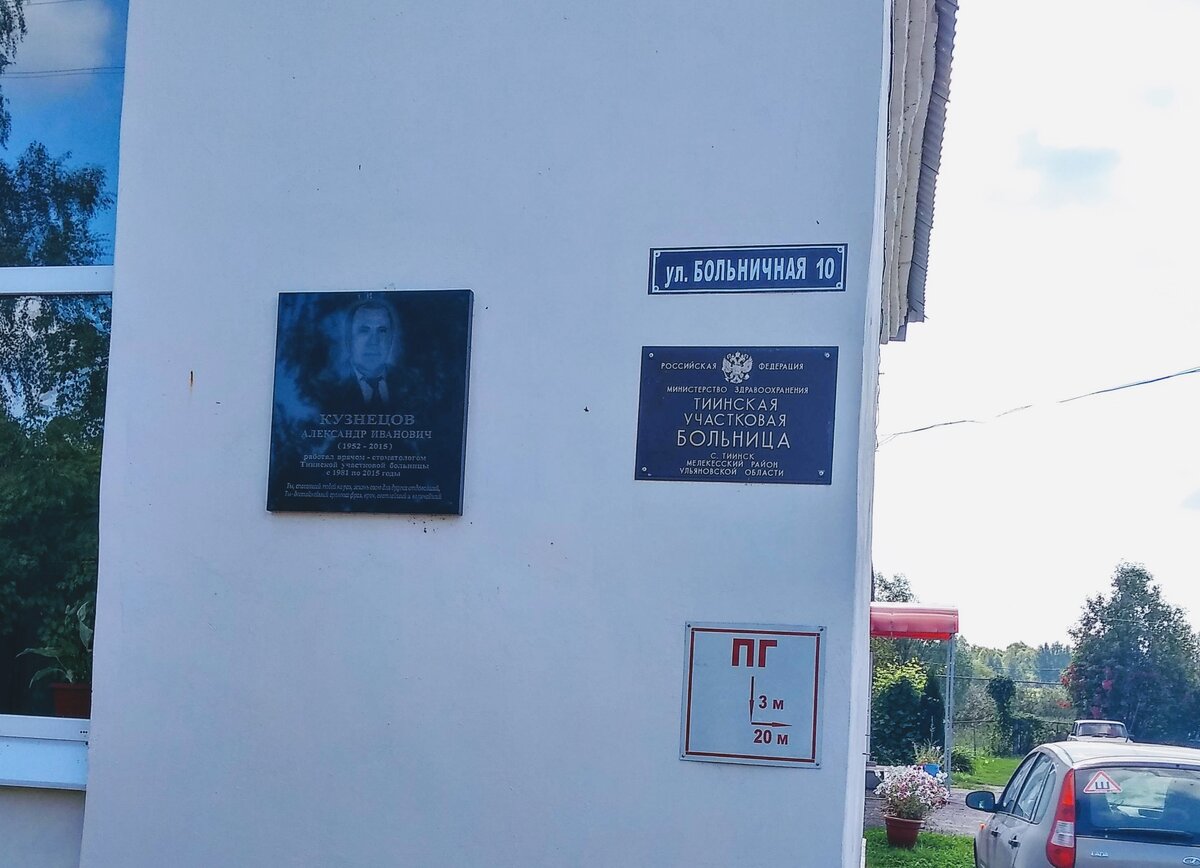 ул. БОЛЬНИЧНАЯ 10
КУЗНЕЦОВ
АЛЕКСАНДР ИВАНОВИЧ
(1952 - 2015)
работал врачом - стоматологом
Тиинской участковой больницы
с 1981 по 2015 годы
РОССИЙСКАЯ ФЕДЕРАЦИЯ
МИНИСТЕРСТВО ЗДРАВООХРАНЕНИЯ
ТИИНСКАЯ
УЧАСТКОВАЯ
БОЛЬНИЦА
С. ТИИНСК
МЕЛЕКЕССКИЙ РАЙОН
УЛЬЯНОВСКОЙ ОБЛАСТИ
ПГ
3 м
20 м
Ш